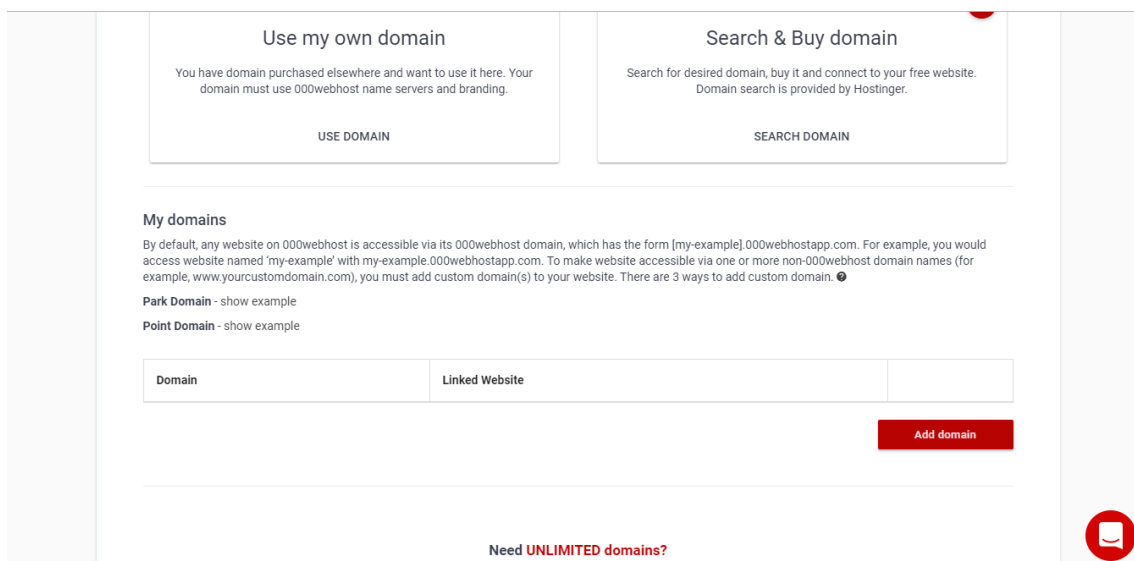 Use my own domain
You have domain purchased elsewhere and want to use it here. Your
domain must use 000webhost name servers and branding.
USE DOMAIN
Search & Buy domain
Search for desired domain, buy it and connect to your free website.
Domain search is provided by Hostinger.
SEARCH DOMAIN
My domains
By default, any website on 000webhost is accessible via its 000webhost domain, which has the form [my-example].000webhostapp.com. For example, you would
access website named ‘my-example’ with my-example.000webhostapp.com. To make website accessible via one or more non-000webhost domain names (for
example, www.yourcustomdomain.com), you must add custom domain(s) to your website. There are 3 ways to add custom domain. ?
Park Domain - show example
Point Domain - show example
Domain Linked Website
Add domain
Need UNLIMITED domains?